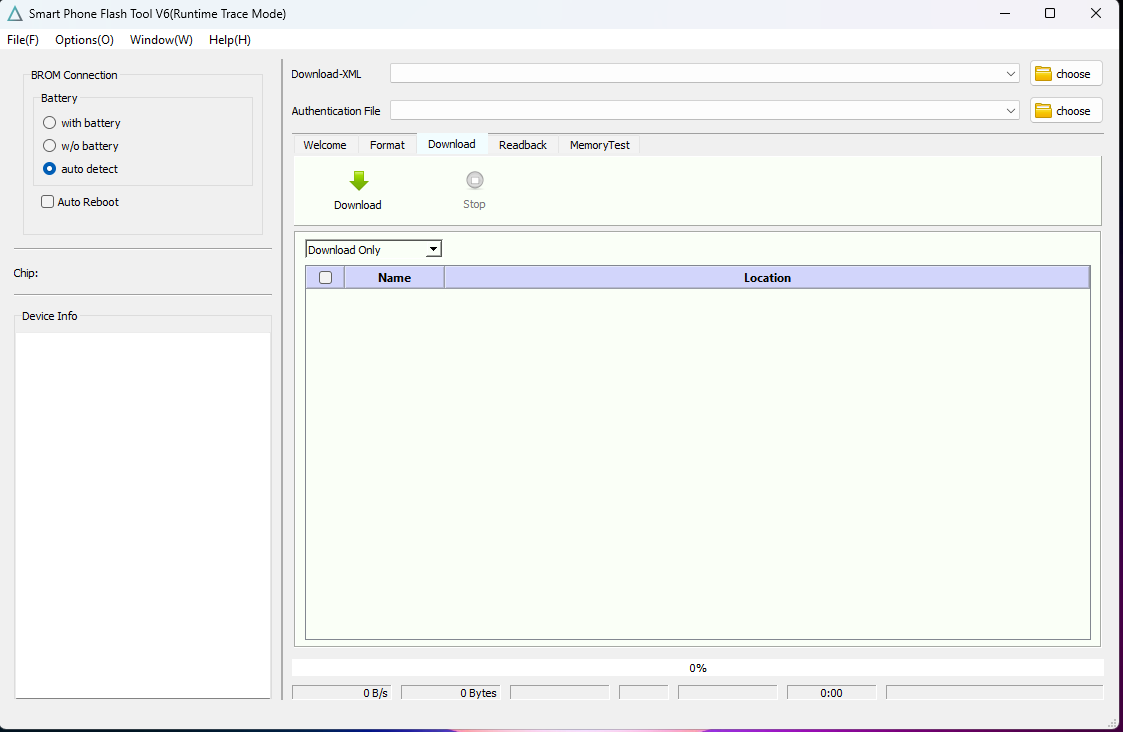 Smart Phone Flash Tool V6(Runtime Trace Mode)
File(F) Options(O) Window(W) Help(H)
BROM Connection
Battery
with battery
w/o battery
auto detect
Auto Reboot
Chip:
Device Info
Download-XML choose
Authentication File choose
Welcome Format Download Readback MemoryTest
Download Stop
Download Only
Name Location
0%
0 B/s 0 Bytes 0:00